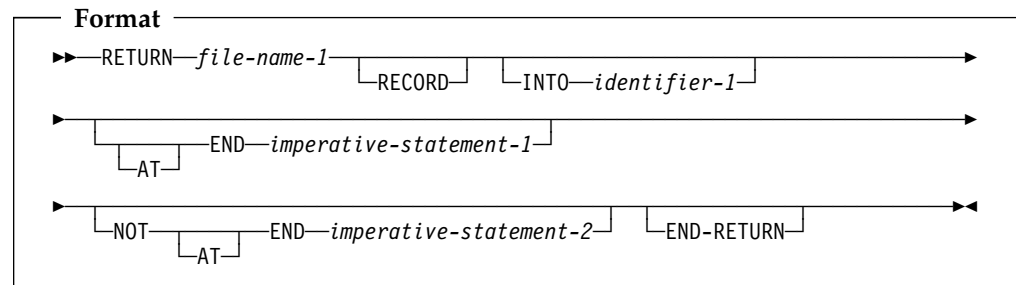 Format
►►──RETURN──file-name-1──RECORD──INTO──identifier-1──►
►──AT──END──imperative-statement-1──►
►──NOT──AT──END──imperative-statement-2──END-RETURN──►◄